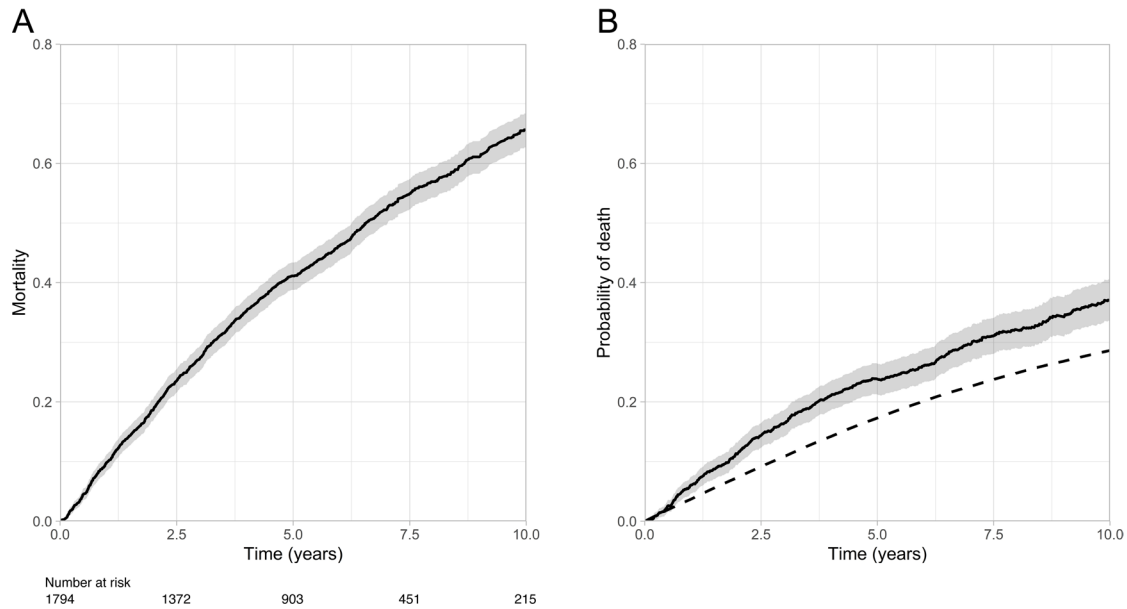 A
B
0.8
0.6
0.4
0.2
0.0
Mortality
0.0 2.5 5.0 7.5 10.0
Time (years)
Number at risk
1794 1372 903 451 215
0.8
0.6
0.4
0.2
0.0
Probability of death
0.0 2.5 5.0 7.5 10.0
Time (years)